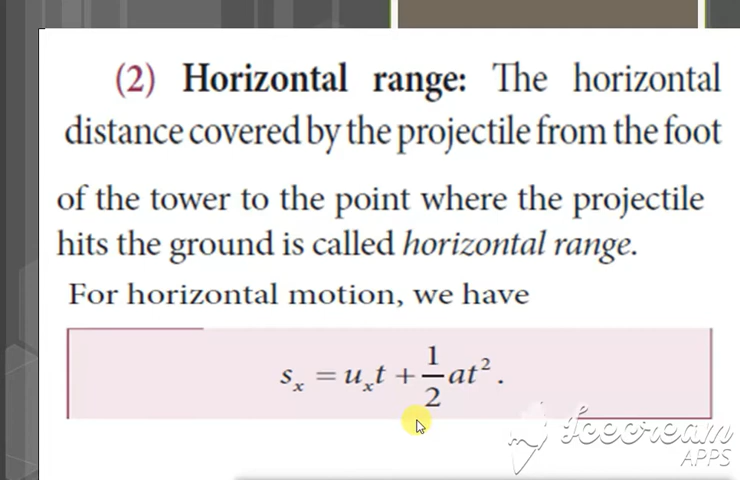 (2) Horizontal range: The horizontal
distance covered by the projectile from the foot
of the tower to the point where the projectile
hits the ground is called horizontal range.
For horizontal motion, we have
sₓ = uₓt + 1/2 at².
Icecream
APPS